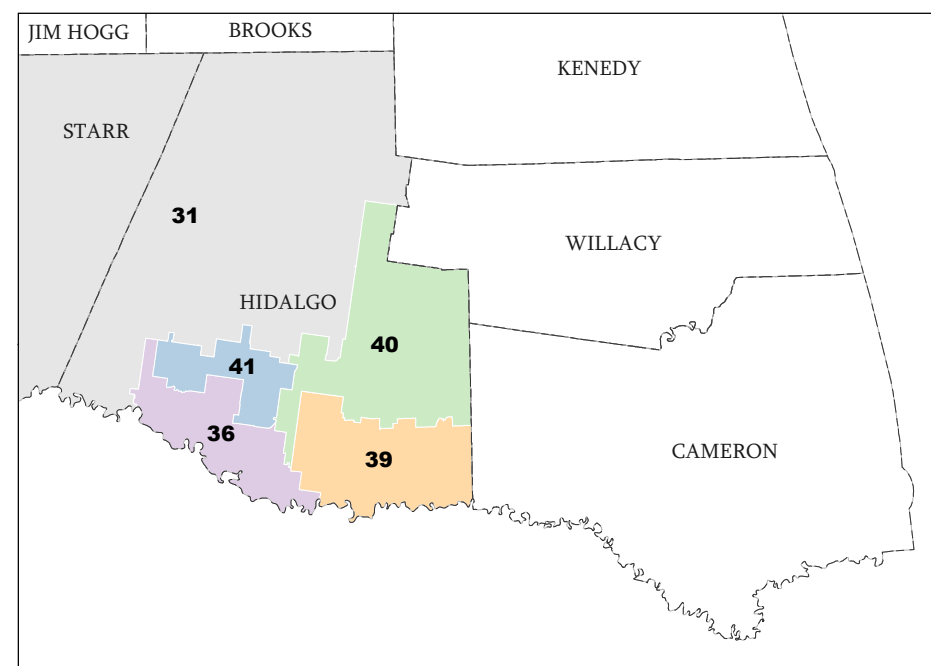 JIM HOGG
BROOKS
KENEDY
STARR
31
WILLACY
HIDALGO
40
41
36
39
CAMERON